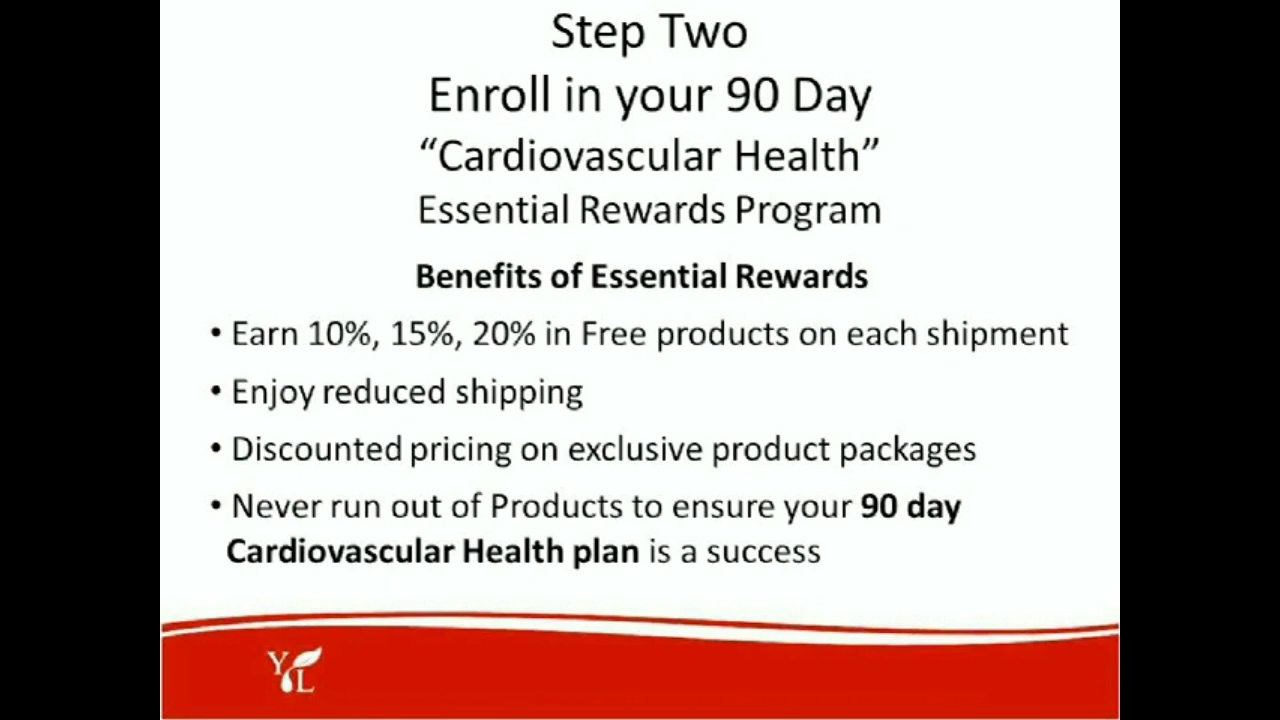 Step Two
Enroll in your 90 Day
“Cardiovascular Health”
Essential Rewards Program
Benefits of Essential Rewards
• Earn 10%, 15%, 20% in Free products on each shipment
• Enjoy reduced shipping
• Discounted pricing on exclusive product packages
• Never run out of Products to ensure your 90 day
Cardiovascular Health plan is a success
YL